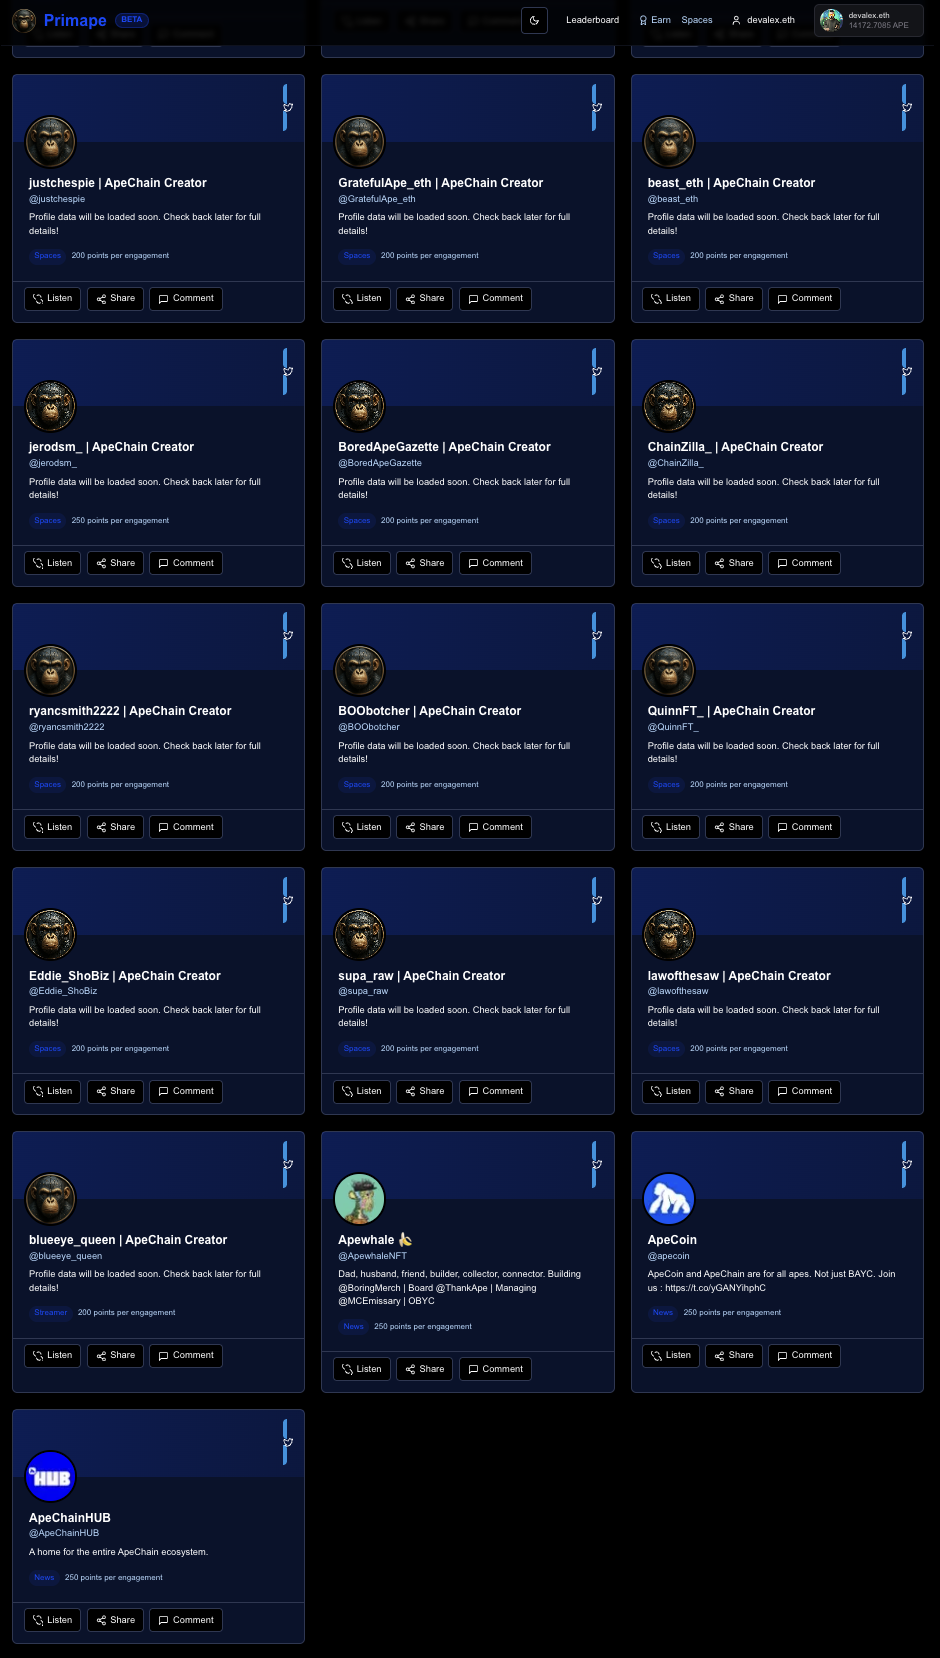 Primape BETA
Leaderboard Earn Spaces devalex.eth devalex.eth
14172.7085 APE
justchespie | ApeChain Creator
@justchespie
Profile data will be loaded soon. Check back later for full
details!
Spaces 200 points per engagement
Listen Share Comment
GratefulApe_eth | ApeChain Creator
@GratefulApe_eth
Profile data will be loaded soon. Check back later for full
details!
Spaces 200 points per engagement
Listen Share Comment
beast_eth | ApeChain Creator
@beast_eth
Profile data will be loaded soon. Check back later for full
details!
Spaces 200 points per engagement
Listen Share Comment
jerodsm_ | ApeChain Creator
@jerodsm_
Profile data will be loaded soon. Check back later for full
details!
Spaces 250 points per engagement
Listen Share Comment
BoredApeGazette | ApeChain Creator
@BoredApeGazette
Profile data will be loaded soon. Check back later for full
details!
Spaces 200 points per engagement
Listen Share Comment
ChainZilla_ | ApeChain Creator
@ChainZilla_
Profile data will be loaded soon. Check back later for full
details!
Spaces 200 points per engagement
Listen Share Comment
ryancsmith2222 | ApeChain Creator
@ryancsmith2222
Profile data will be loaded soon. Check back later for full
details!
Spaces 200 points per engagement
Listen Share Comment
BOObotcher | ApeChain Creator
@BOObotcher
Profile data will be loaded soon. Check back later for full
details!
Spaces 200 points per engagement
Listen Share Comment
QuinnFT_ | ApeChain Creator
@QuinnFT_
Profile data will be loaded soon. Check back later for full
details!
Spaces 200 points per engagement
Listen Share Comment
Eddie_ShoBiz | ApeChain Creator
@Eddie_ShoBiz
Profile data will be loaded soon. Check back later for full
details!
Spaces 200 points per engagement
Listen Share Comment
supa_raw | ApeChain Creator
@supa_raw
Profile data will be loaded soon. Check back later for full
details!
Spaces 200 points per engagement
Listen Share Comment
lawofthesaw | ApeChain Creator
@lawofthesaw
Profile data will be loaded soon. Check back later for full
details!
Spaces 200 points per engagement
Listen Share Comment
blueeye_queen | ApeChain Creator
@blueeye_queen
Profile data will be loaded soon. Check back later for full
details!
Streamer 200 points per engagement
Listen Share Comment
Apewhale 🍌
@ApewhaleNFT
Dad, husband, friend, builder, collector, connector. Building
@BoringMerch | Board @ThankApe | Managing
@MCEmissary | OBYC
News 250 points per engagement
Listen Share Comment
ApeCoin
@apecoin
ApeCoin and ApeChain are for all apes. Not just BAYC. Join
us : https://t.co/yGANYihphC
News 250 points per engagement
Listen Share Comment
HUB
ApeChainHUB
@ApeChainHUB
A home for the entire ApeChain ecosystem.
News 250 points per engagement
Listen Share Comment